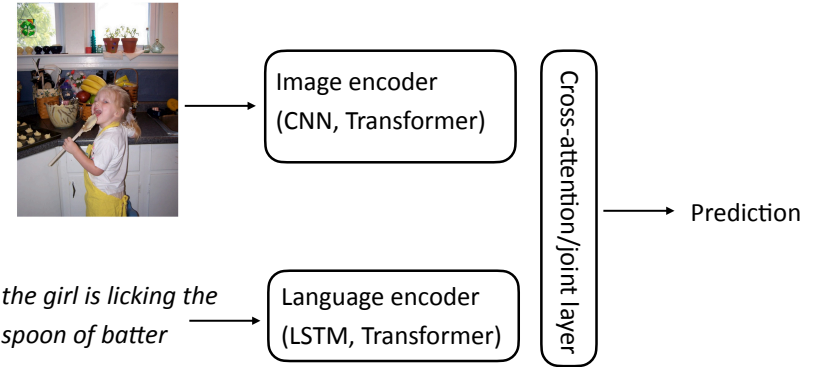 Image encoder
(CNN, Transformer)
Cross-attention/joint layer
Prediction
the girl is licking the
spoon of batter
Language encoder
(LSTM, Transformer)